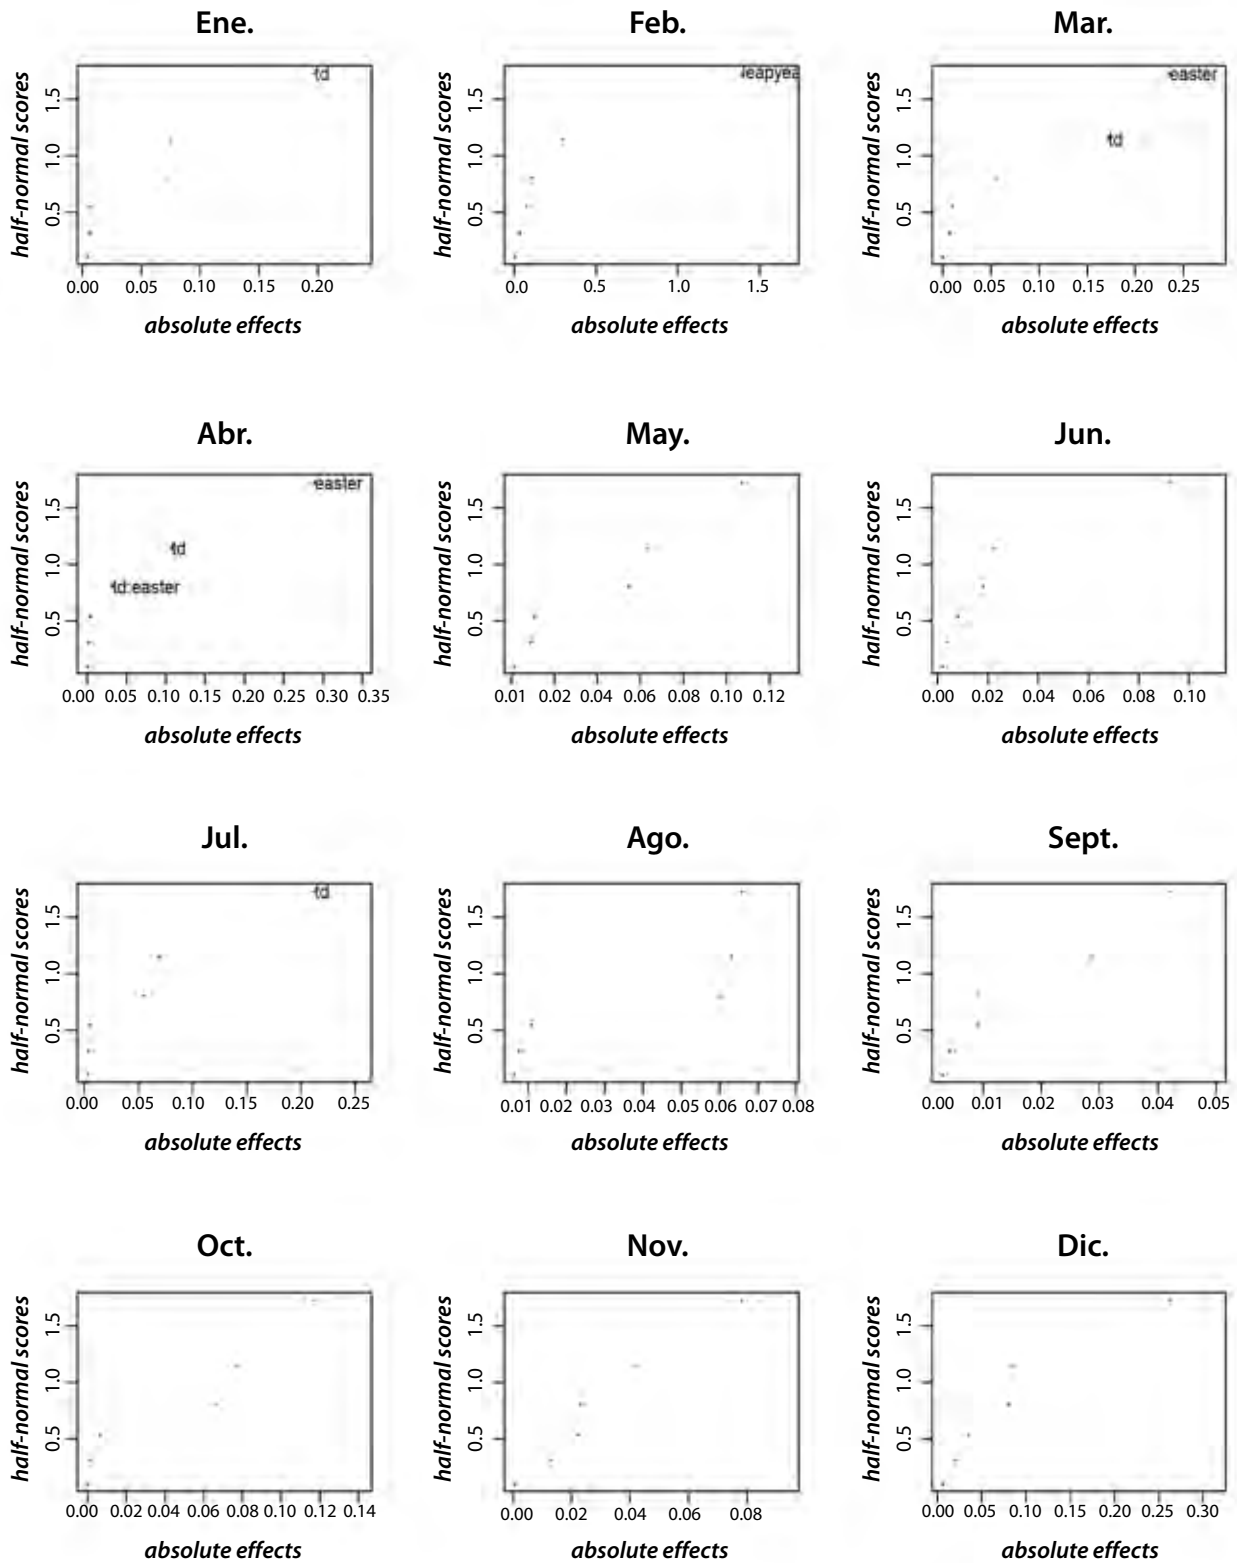 Ene. Feb. Mar.
td
leapyea
easter
td
half-normal scores half-normal scores half-normal scores
1.5 1.5 1.5
1.0 1.0 1.0
0.5 0.5 0.5
0.00 0.05 0.10 0.15 0.20
0.0 0.5 1.0 1.5
0.00 0.05 0.10 0.15 0.20 0.25
absolute effects absolute effects absolute effects
Abr. May. Jun.
easter
td
td:easter
half-normal scores half-normal scores half-normal scores
1.5 1.5 1.5
1.0 1.0 1.0
0.5 0.5 0.5
0.00 0.05 0.10 0.15 0.20 0.25 0.30 0.35
0.01 0.02 0.04 0.06 0.08 0.10 0.12
0.00 0.02 0.04 0.06 0.08 0.10
absolute effects absolute effects absolute effects
Jul. Ago. Sept.
td
half-normal scores half-normal scores half-normal scores
1.5 1.5 1.5
1.0 1.0 1.0
0.5 0.5 0.5
0.00 0.05 0.10 0.15 0.20 0.25
0.01 0.02 0.03 0.04 0.05 0.06 0.07 0.08
0.00 0.01 0.02 0.03 0.04 0.05
absolute effects absolute effects absolute effects
Oct. Nov. Dic.
half-normal scores half-normal scores half-normal scores
1.5 1.5 1.5
1.0 1.0 1.0
0.5 0.5 0.5
0.00 0.02 0.04 0.06 0.08 0.10 0.12 0.14
0.00 0.02 0.04 0.06 0.08
0.00 0.05 0.10 0.15 0.20 0.25 0.30
absolute effects absolute effects absolute effects